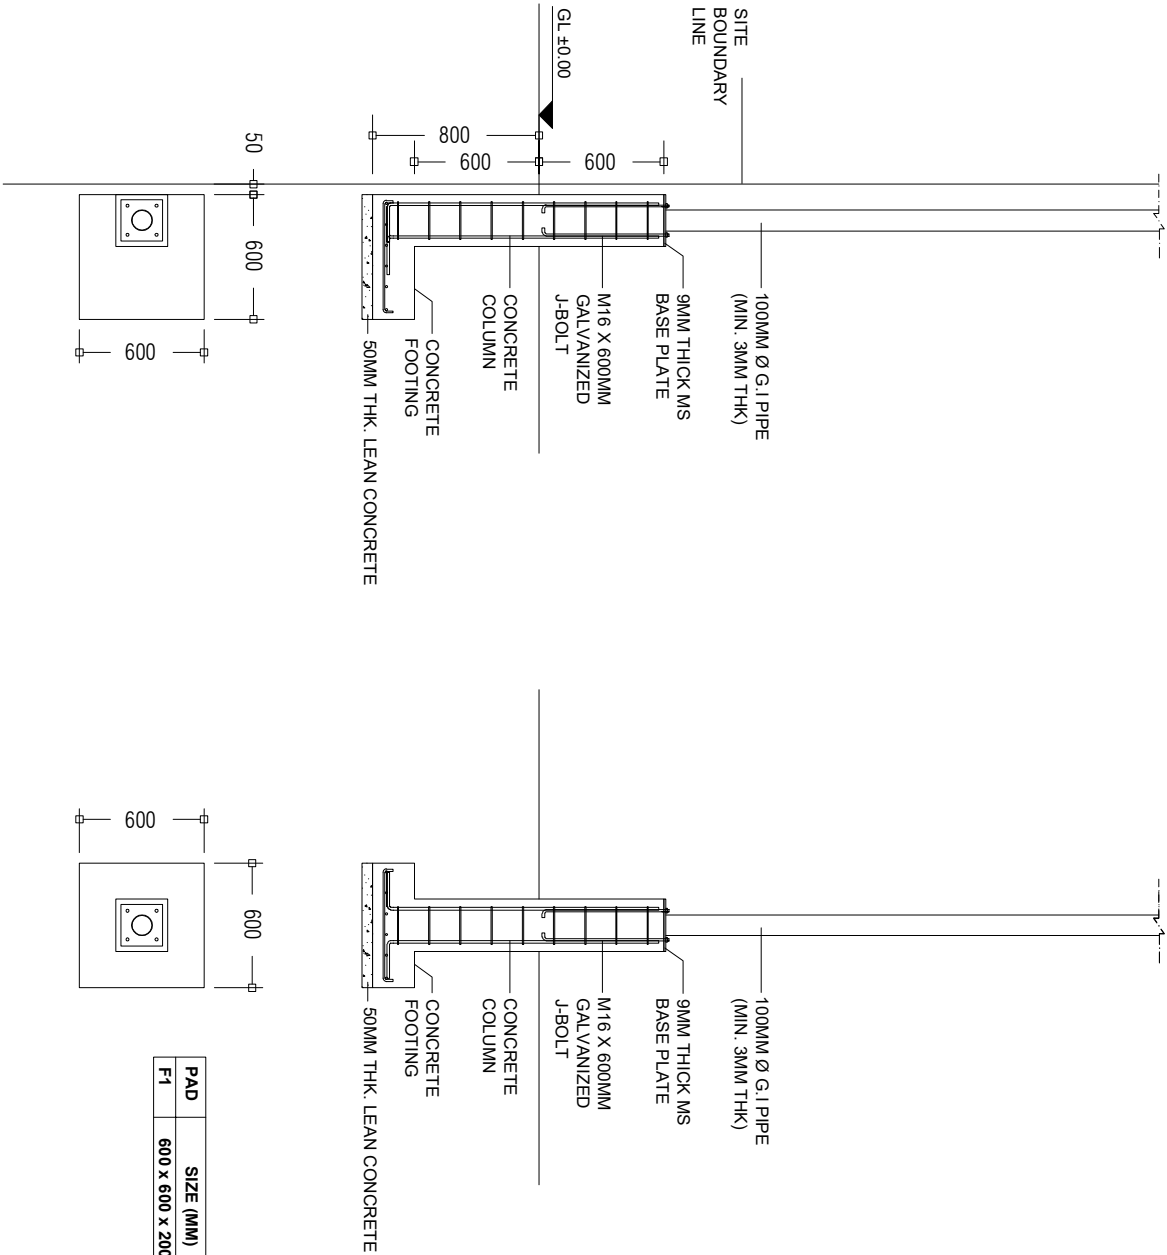 SITE
BOUNDARY
LINE
100MM Ø G.I PIPE
(MIN. 3MM THK)
9MM THICK MS
BASE PLATE
M16 X 600MM
GALVANIZED
J-BOLT
600
GL ±0.00
600
800
CONCRETE
COLUMN
CONCRETE
FOOTING
50MM THK. LEAN CONCRETE
50
600
600
100MM Ø G.I PIPE
(MIN. 3MM THK)
9MM THICK MS
BASE PLATE
M16 X 600MM
GALVANIZED
J-BOLT
CONCRETE
COLUMN
CONCRETE
FOOTING
50MM THK. LEAN CONCRETE
600
600
PAD SIZE (MM)
F1 600 x 600 x 200